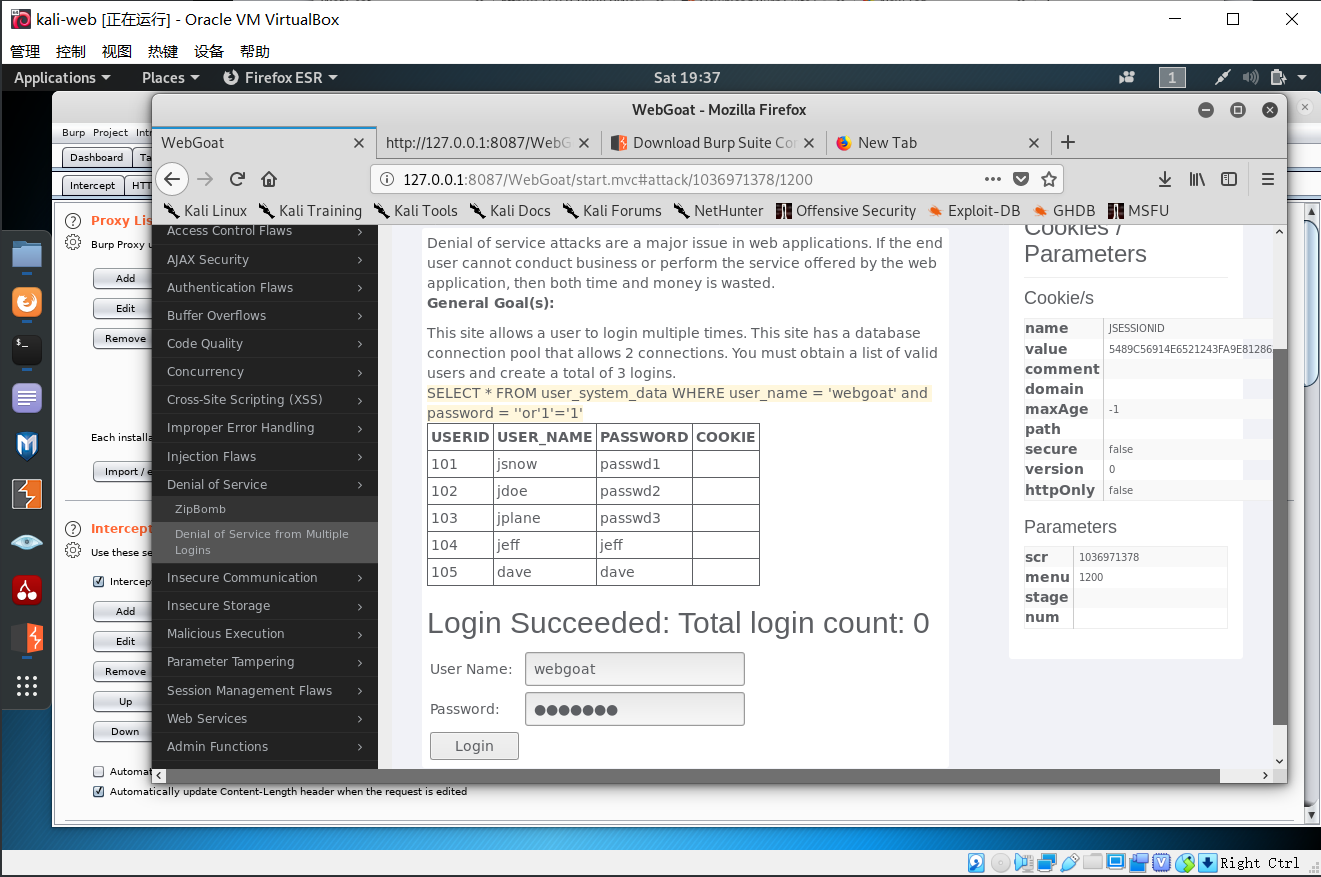 kali-web [正在运行] - Oracle VM VirtualBox
管理 控制 视图 热键 设备 帮助
Applications Places Firefox ESR Sat 19:37 1
WebGoat - Mozilla Firefox
Burp Project
WebGoat http://127.0.0.1:8087/WebG Download Burp Suite Co New Tab
Dashboard
127.0.0.1:8087/WebGoat/start.mvc#attack/1036971378/1200
Intercept
Kali Linux Kali Training Kali Tools Kali Docs Kali Forums NetHunter Offensive Security Exploit-DB GHDB MSFU
Proxy Lis
Burp Proxy
Add
Edit
Remove
Each installa
Import / e
Intercept
Use these se
Intercep
Add
Edit
Remove
Up
Down
Automat
Automatically update Content-Length header when the request is edited
Access Control Flaws
AJAX Security
Authentication Flaws
Buffer Overflows
Code Quality
Concurrency
Cross-Site Scripting (XSS)
Improper Error Handling
Injection Flaws
Denial of Service
ZipBomb
Denial of Service from Multiple
Logins
Insecure Communication
Insecure Storage
Malicious Execution
Parameter Tampering
Session Management Flaws
Web Services
Admin Functions
Denial of service attacks are a major issue in web applications. If the end
user cannot conduct business or perform the service offered by the web
application, then both time and money is wasted.
General Goal(s):
This site allows a user to login multiple times. This site has a database
connection pool that allows 2 connections. You must obtain a list of valid
users and create a total of 3 logins.
SELECT * FROM user_system_data WHERE user_name = 'webgoat' and
password = ''or'1'='1'
USERID USER_NAME PASSWORD COOKIE
101 jsnow passwd1
102 jdoe passwd2
103 jplane passwd3
104 jeff jeff
105 dave dave
Login Succeeded: Total login count: 0
User Name: webgoat
Password: ●●●●●●●
Login
Cookies /
Parameters
Cookie/s
name JSESSIONID
value 5489C56914E6521243FA9E81286
comment
domain
maxAge -1
path
secure false
version 0
httpOnly false
Parameters
scr 1036971378
menu 1200
stage
num
Right Ctrl